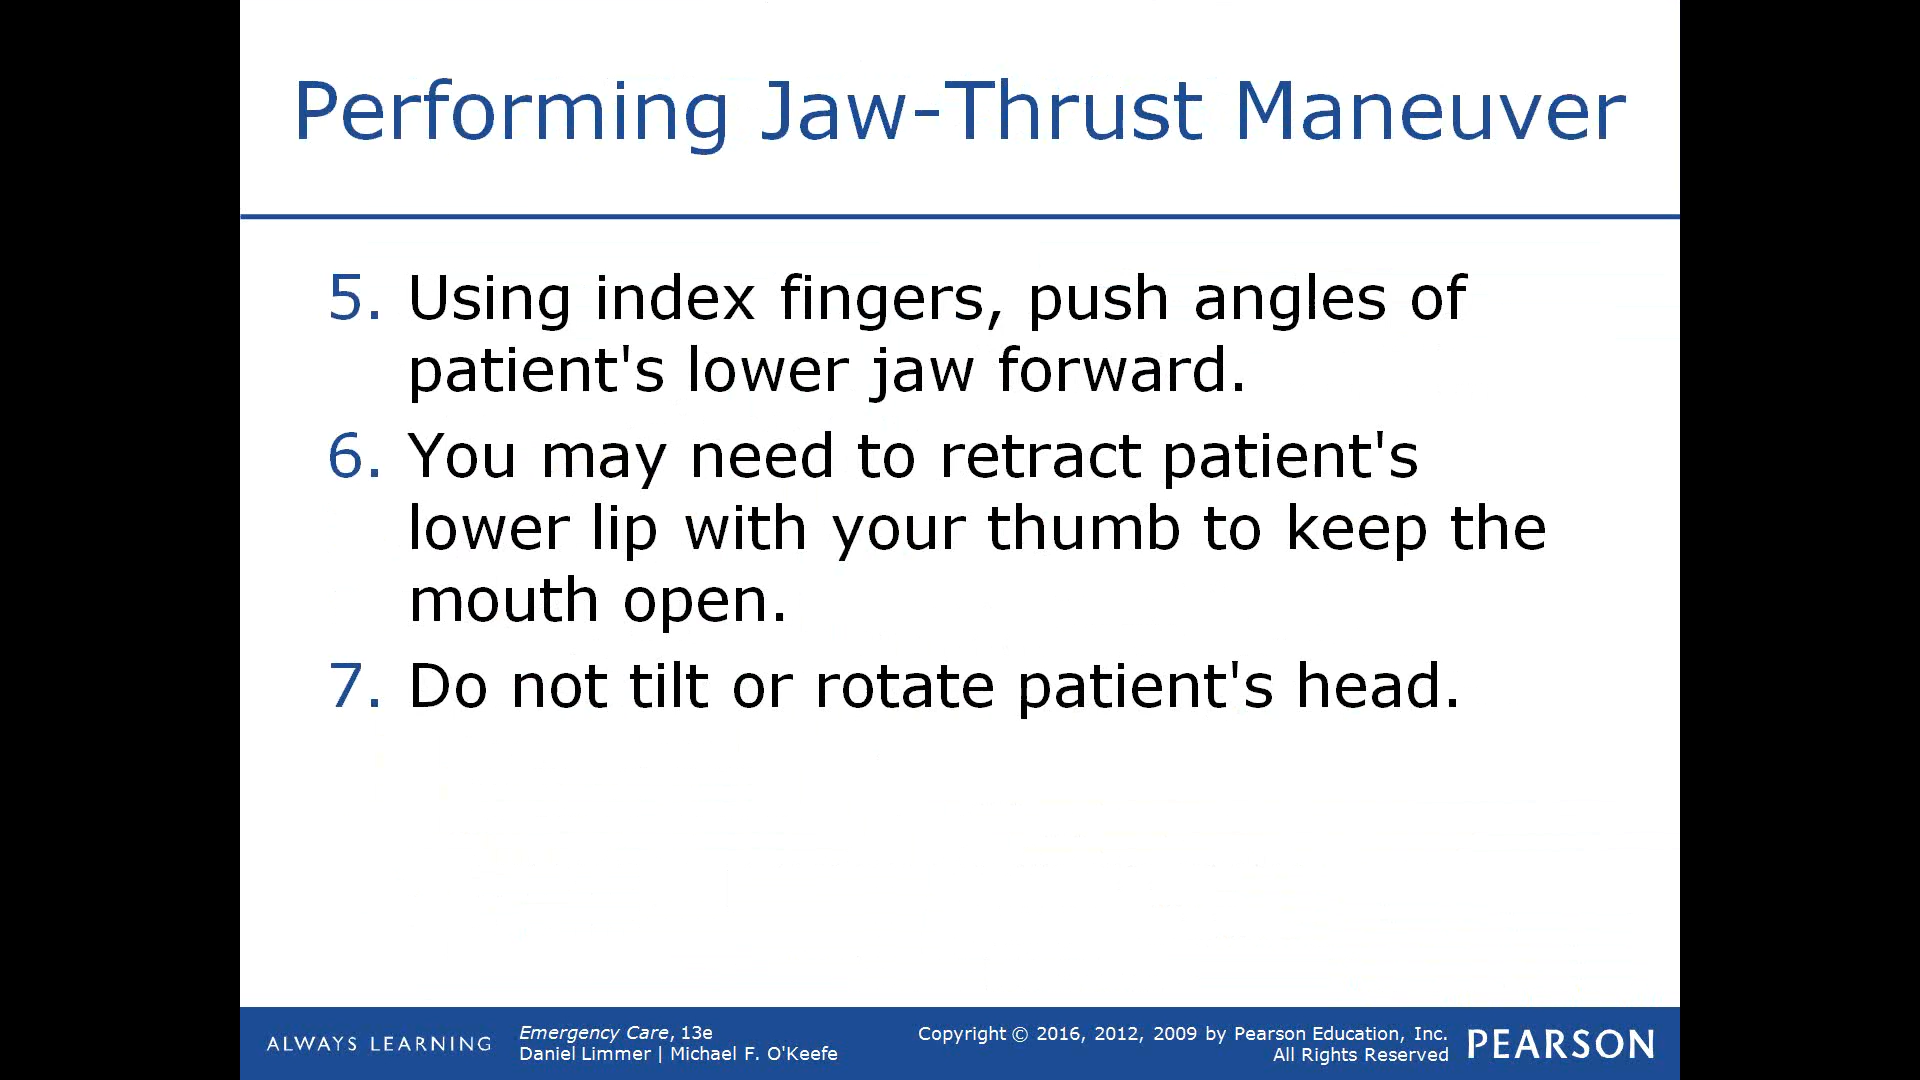 Performing Jaw-Thrust Maneuver
5. Using index fingers, push angles of
patient's lower jaw forward.
6. You may need to retract patient's
lower lip with your thumb to keep the
mouth open.
7. Do not tilt or rotate patient's head.
ALWAYS LEARNING
Emergency Care, 13e
Daniel Limmer | Michael F. O'Keefe
Copyright © 2016, 2012, 2009 by Pearson Education, Inc.
All Rights Reserved
PEARSON